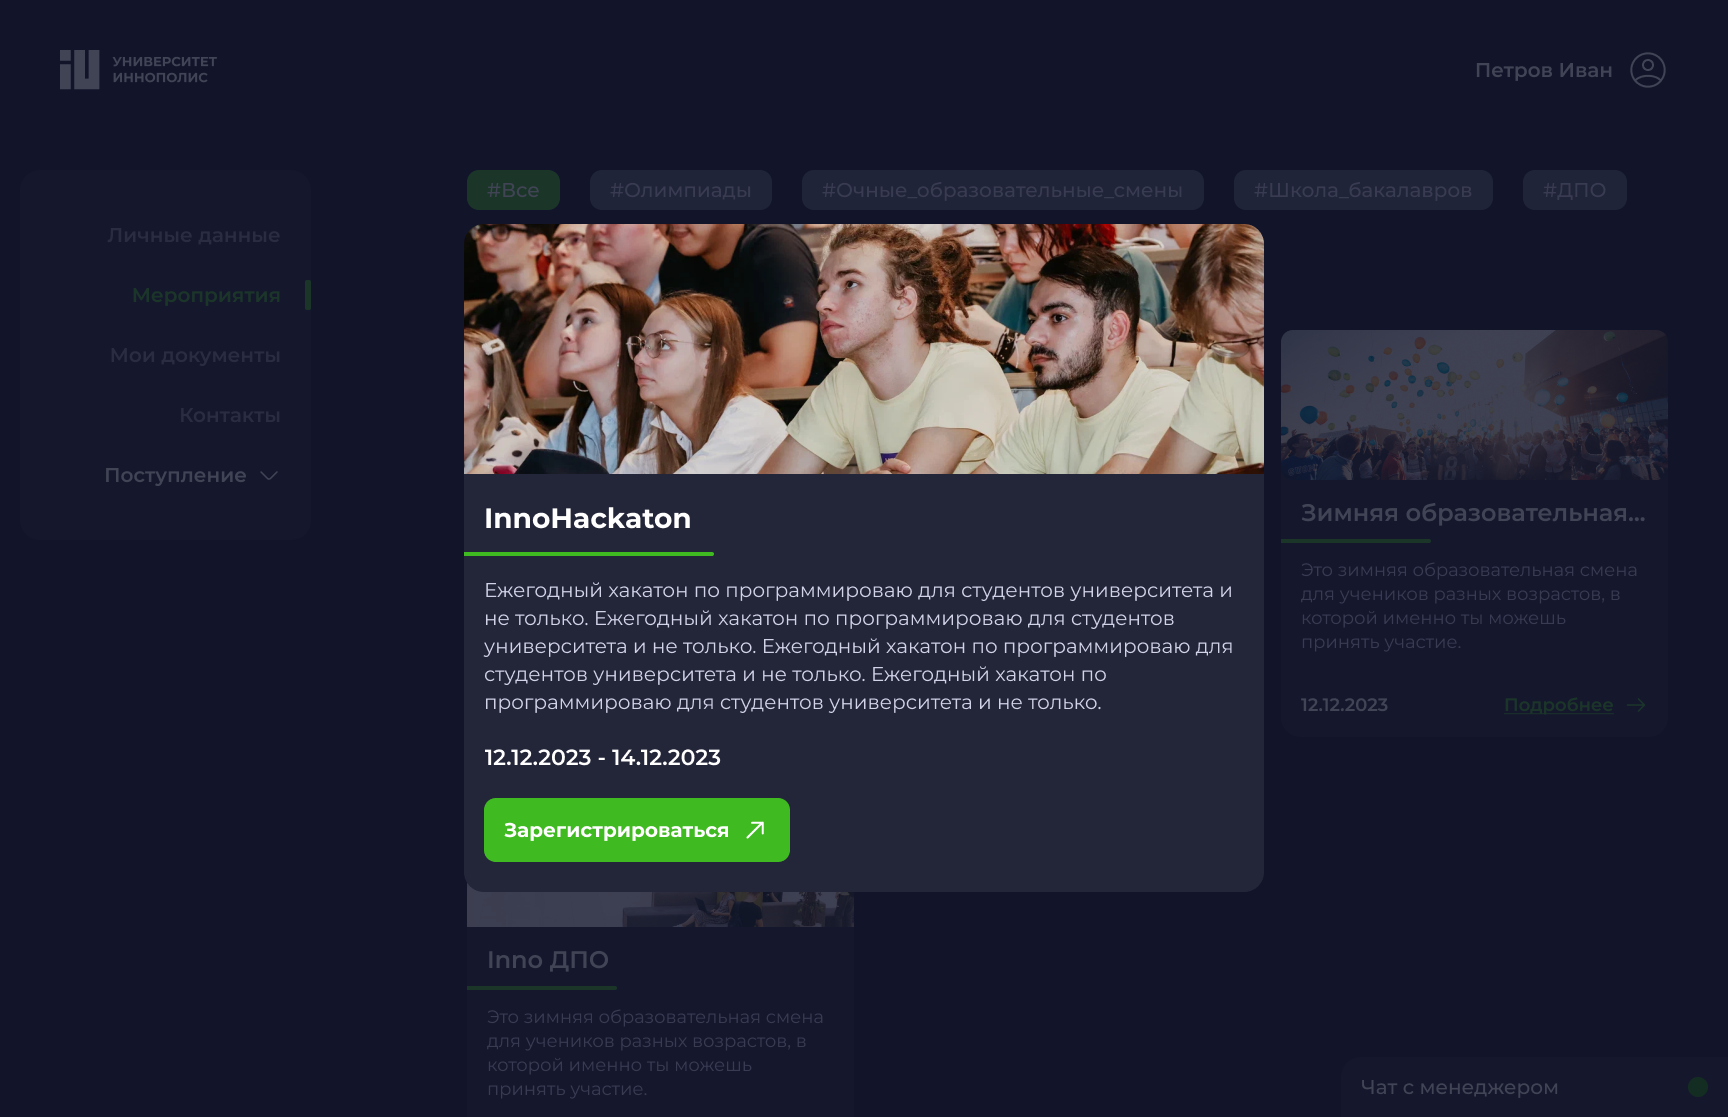 УНИВЕРСИТЕТ
ИННОПОЛИС
Петров Иван
Личные данные
Мероприятия
Мои документы
Контакты
Поступление
#Все
#Олимпиады
#Очные_образовательные_смены
#Школа_бакалавров
#ДПО
InnoHackaton
Ежегодный хакатон по программироваю для студентов университета и
не только. Ежегодный хакатон по программироваю для студентов
университета и не только. Ежегодный хакатон по программироваю для
студентов университета и не только. Ежегодный хакатон по
программироваю для студентов университета и не только.
12.12.2023 - 14.12.2023
Зарегистрироваться
Зимняя образовательная...
Это зимняя образовательная смена
для учеников разных возрастов, в
которой именно ты можешь
принять участие.
12.12.2023
Подробнее
Inno ДПО
Это зимняя образовательная смена
для учеников разных возрастов, в
которой именно ты можешь
принять участие.
Чат с менеджером